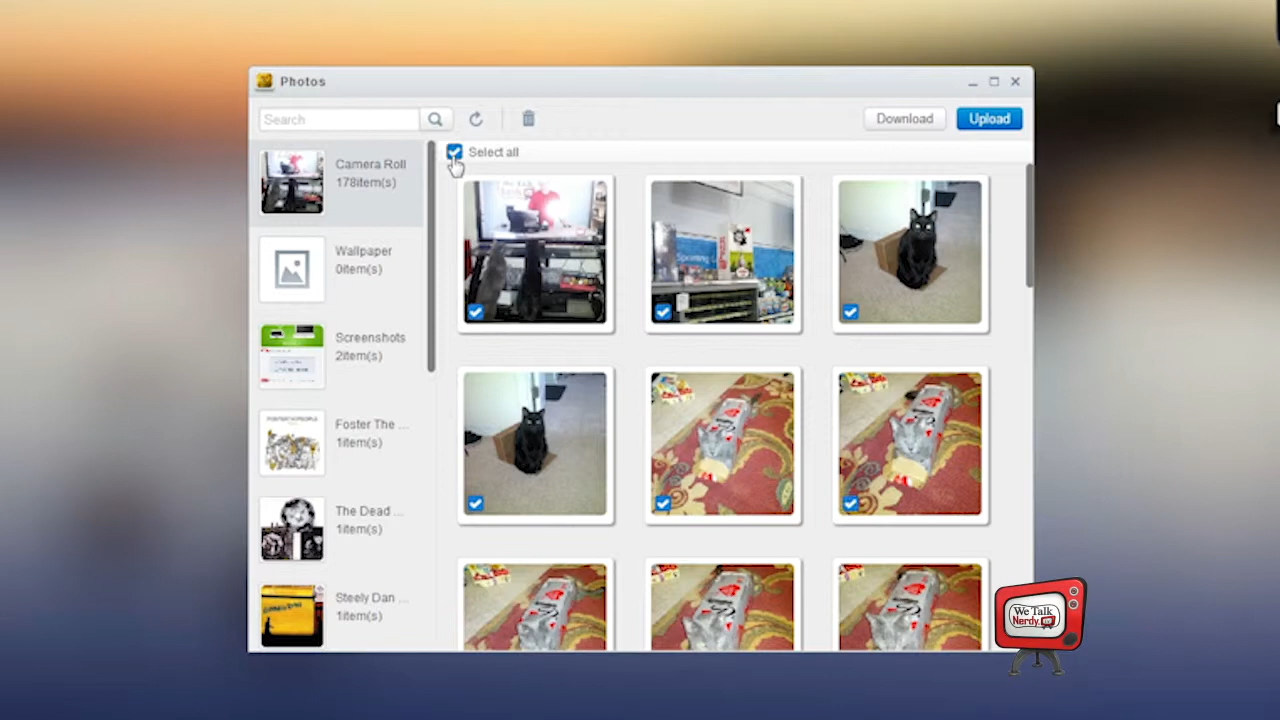 Photos
Search
Download
Upload
Select all
Camera Roll
178item(s)
Wallpaper
0item(s)
Screenshots
2item(s)
Foster The ...
1item(s)
The Dead ...
1item(s)
Steely Dan ...
1item(s)
We Talk
Nerdy